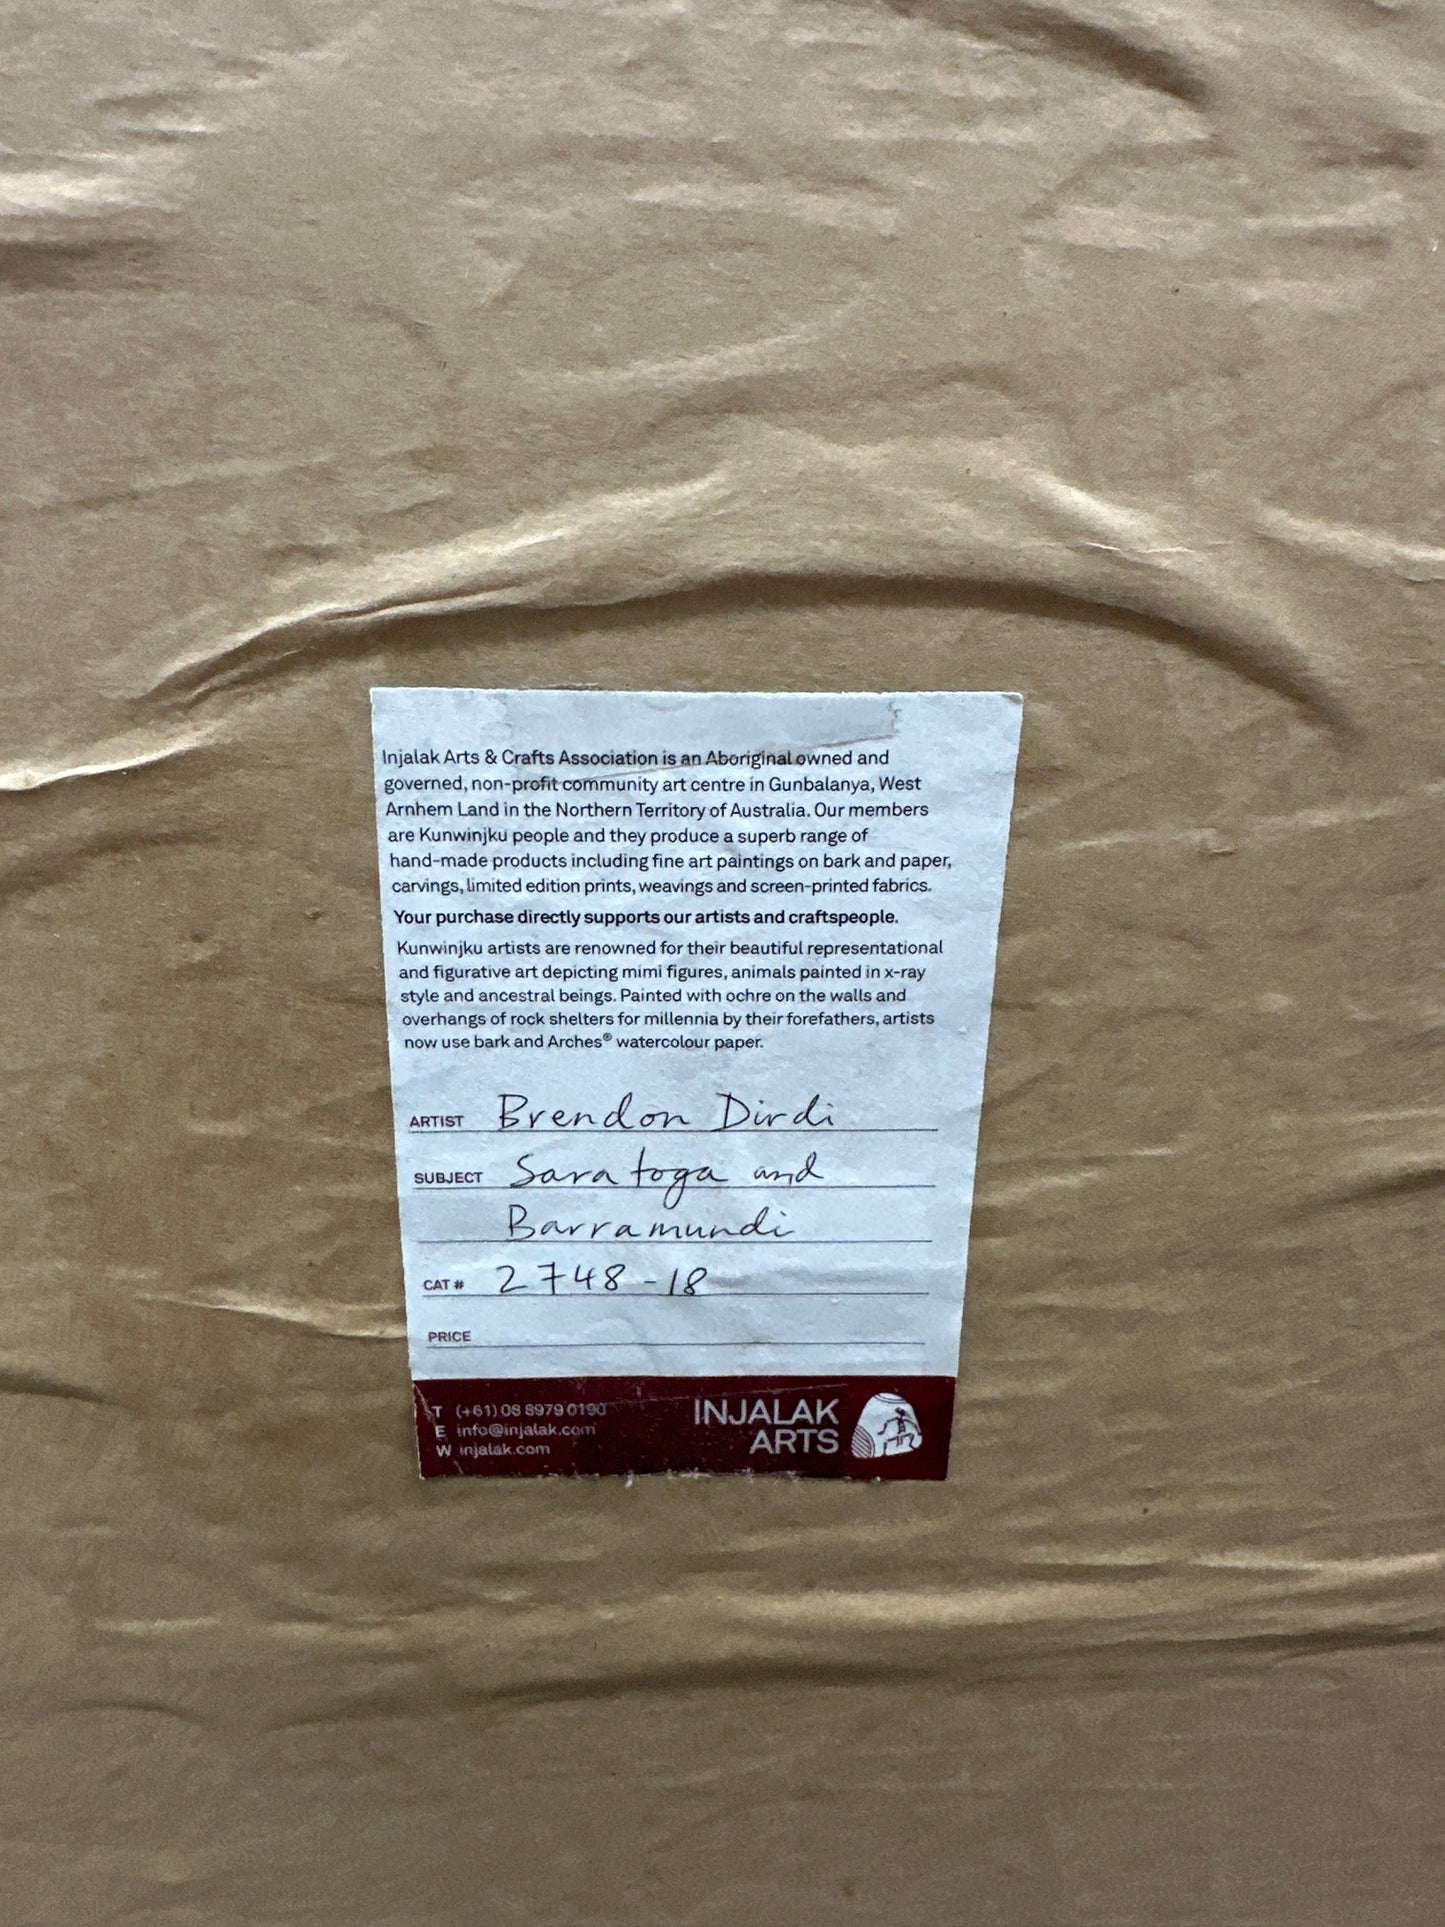 Injalak Arts & Crafts Association is an Aboriginal owned and
governed, non-profit community art centre in Gunbalanya, West
Arnhem Land in the Northern Territory of Australia. Our members
are Kunwinjku people and they produce a superb range of
hand-made products including fine art paintings on bark and paper,
carvings, limited edition prints, weavings and screen-printed fabrics.
Your purchase directly supports our artists and craftspeople.
Kunwinjku artists are renowned for their beautiful representational
and figurative art depicting mimi figures, animals painted in x-ray
style and ancestral beings. Painted with ochre on the walls and
overhangs of rock shelters for millennia by their forefathers, artists
now use bark and Arches® watercolour paper.
ARTIST Brendon Dirdi
SUBJECT Saratoga and
Barramundi
CAT # 2748-18
PRICE
T (+61) 08 8979 0190
E info@injalak.com
W injalak.com
INJALAK
ARTS